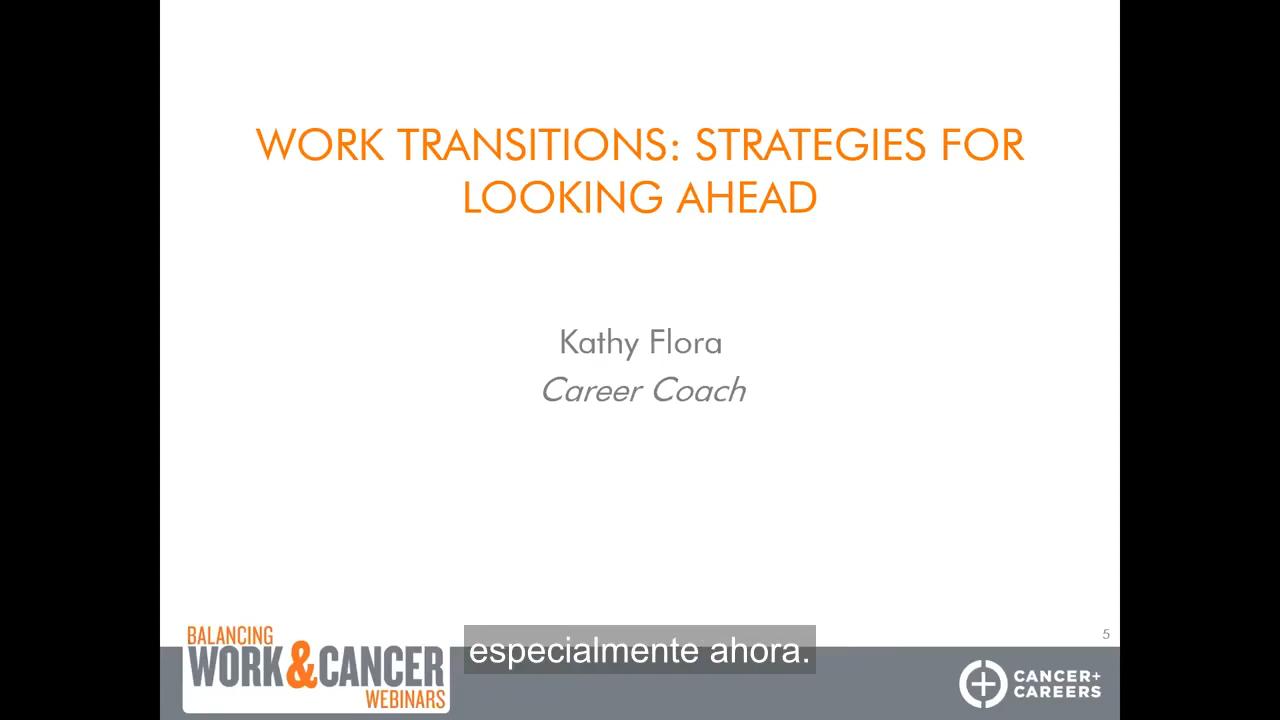 WORK TRANSITIONS: STRATEGIES FOR
LOOKING AHEAD
Kathy Flora
Career Coach
5
BALANCING
WORK & CANCER
WEBINARS
especialmente ahora.
CANCER+
CAREERS